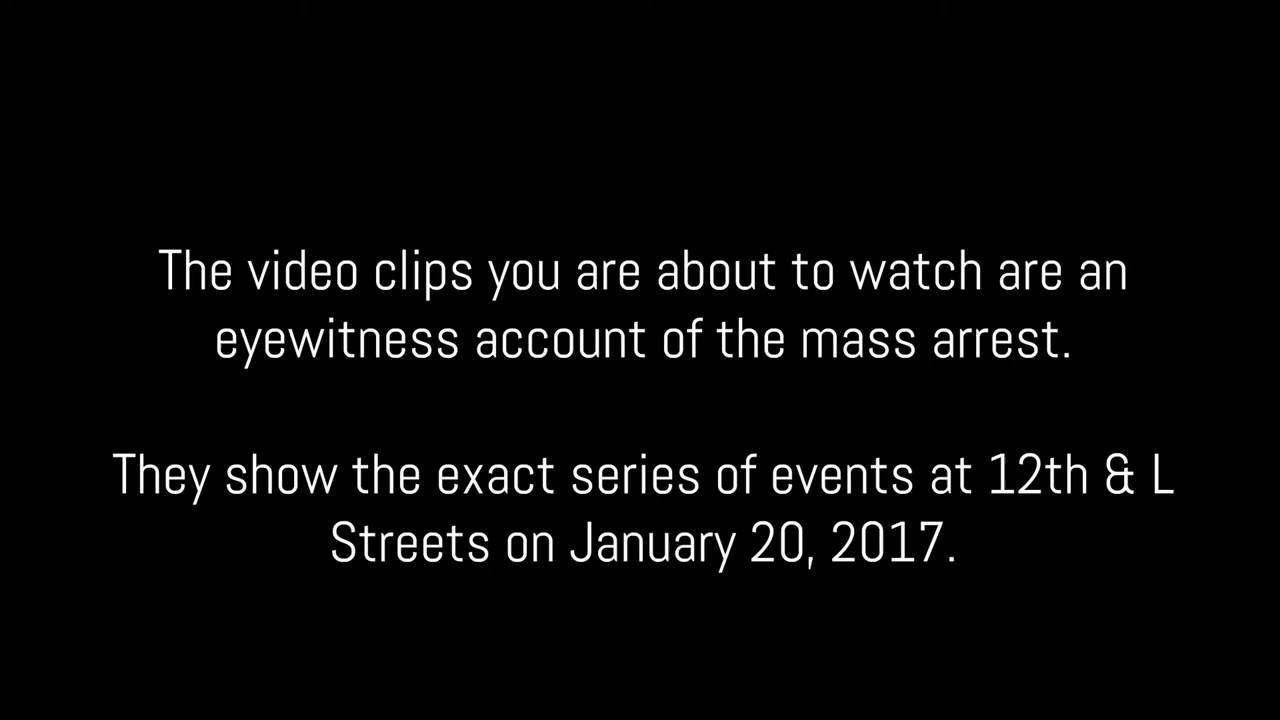 The video clips you are about to watch are an
eyewitness account of the mass arrest.
They show the exact series of events at 12th & L
Streets on January 20, 2017.